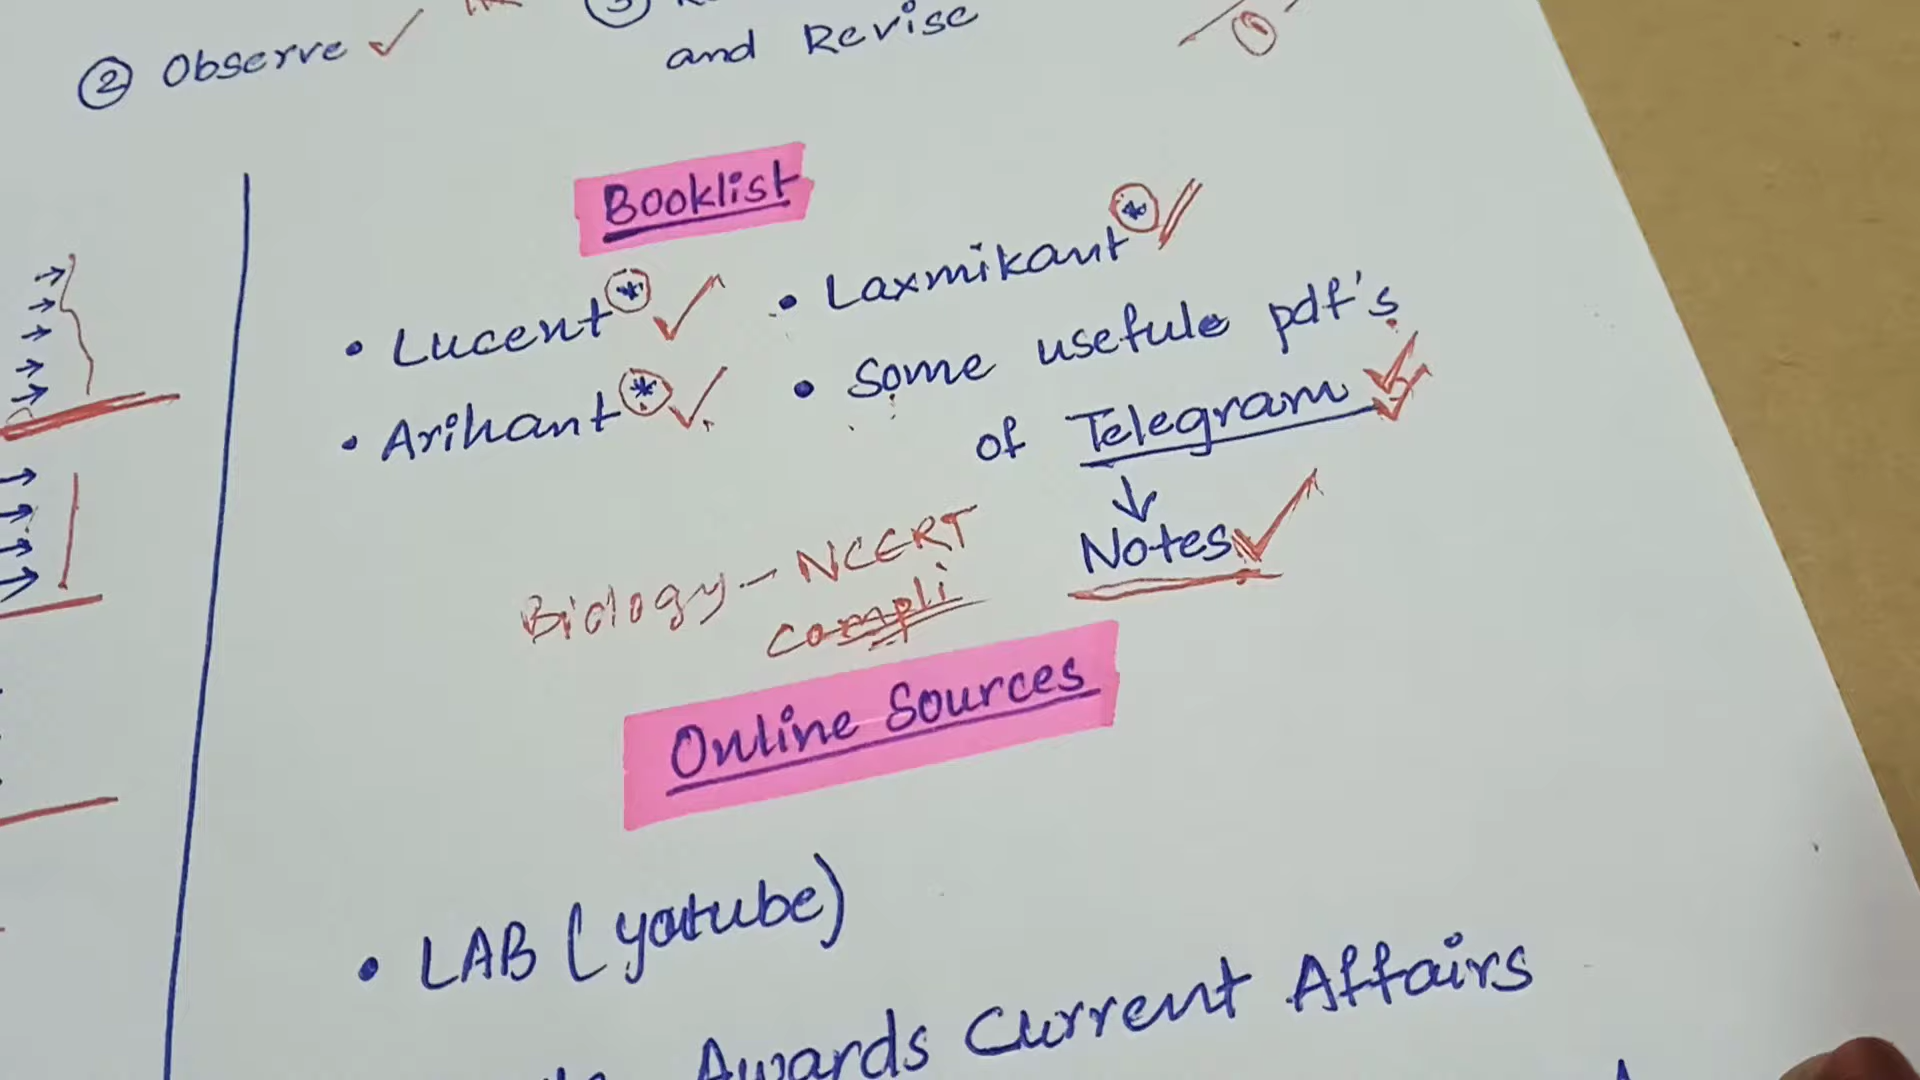 ② Observe ✓
③
and Revise
Booklist
• Lucent * ✓
• Arihant * ✓
• Laxmikant *
• Some usefule pdf's
of Telegram
↓
Notes ✓
Biology - NCERT
Compli
Online Sources
• LAB (yotube)
Awards Current Affairs